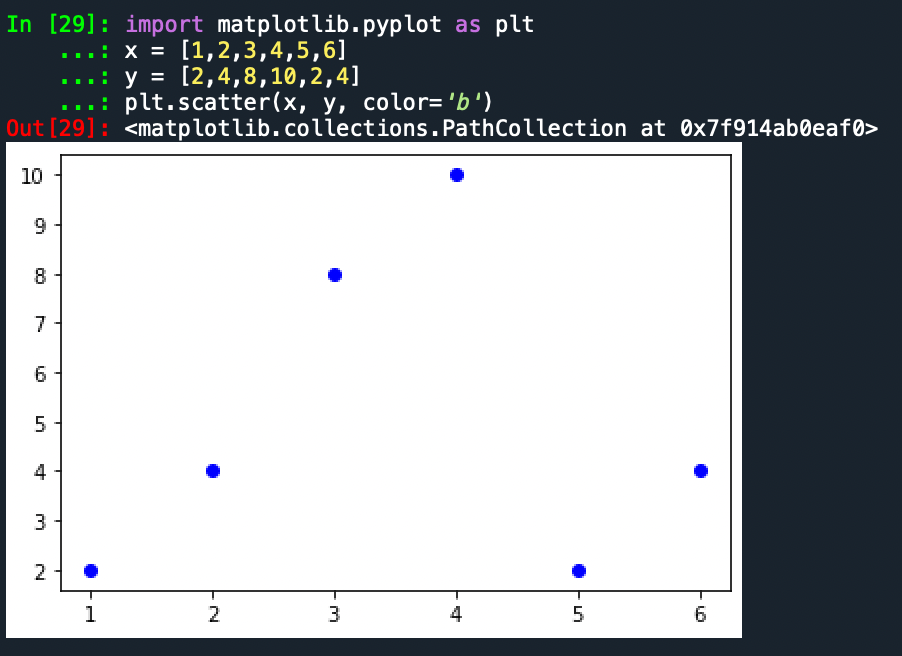 In [29]: import matplotlib.pyplot as plt
    ...: x = [1,2,3,4,5,6]
    ...: y = [2,4,8,10,2,4]
    ...: plt.scatter(x, y, color='b')
Out[29]: <matplotlib.collections.PathCollection at 0x7f914ab0eaf0>
10
9
8
7
6
5
4
3
2
1 2 3 4 5 6